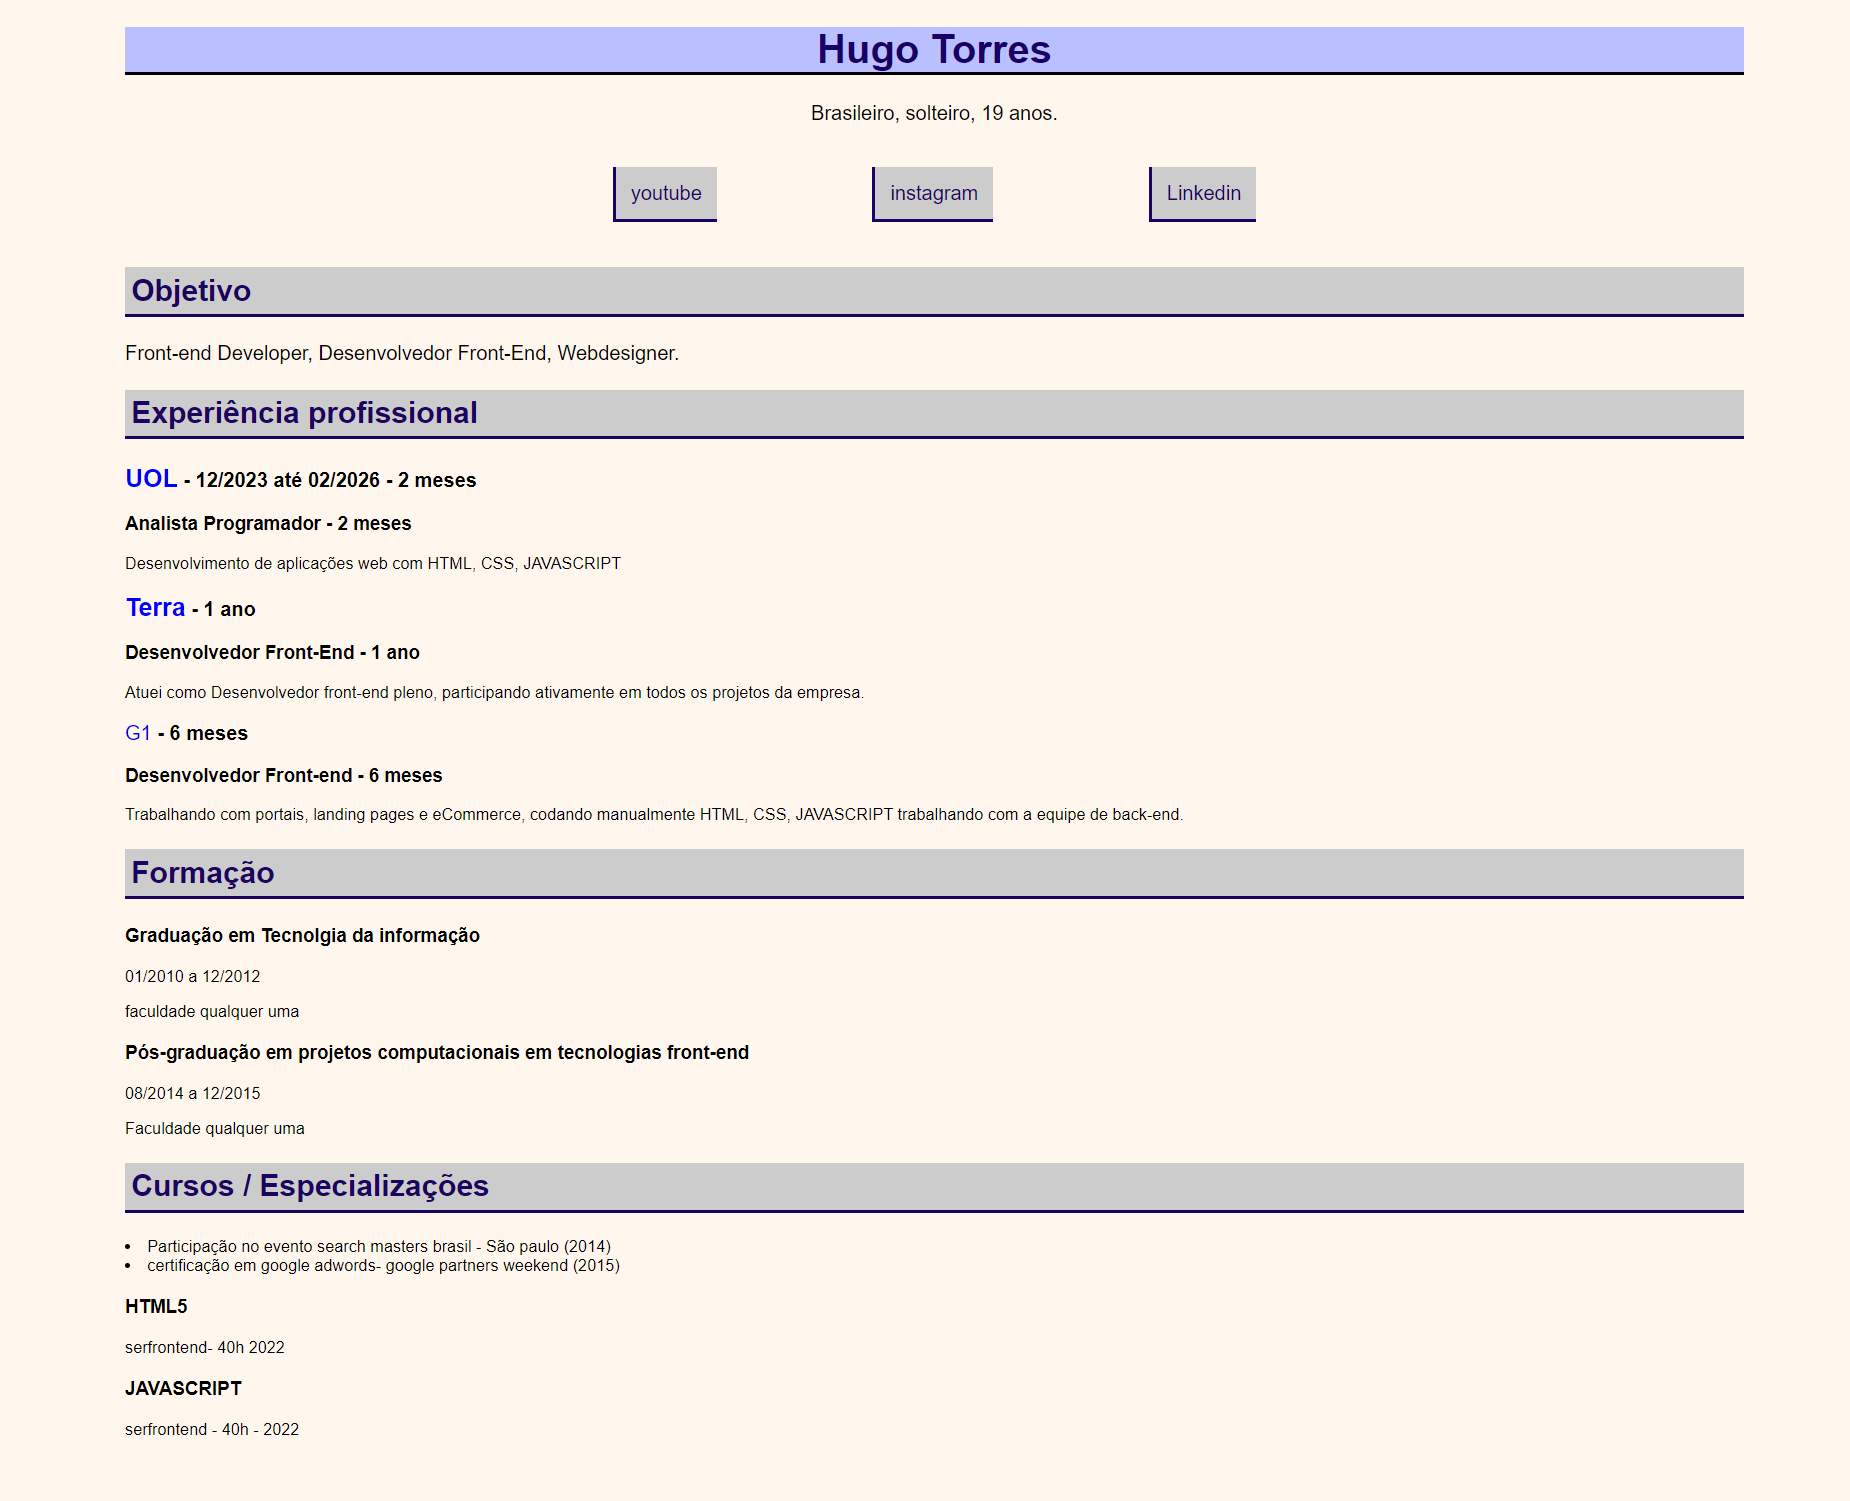 Hugo Torres
Brasileiro, solteiro, 19 anos.
youtube
instagram
Linkedin
Objetivo
Front-end Developer, Desenvolvedor Front-End, Webdesigner.
Experiência profissional
UOL - 12/2023 até 02/2026 - 2 meses
Analista Programador - 2 meses
Desenvolvimento de aplicações web com HTML, CSS, JAVASCRIPT
Terra - 1 ano
Desenvolvedor Front-End - 1 ano
Atuei como Desenvolvedor front-end pleno, participando ativamente em todos os projetos da empresa.
G1 - 6 meses
Desenvolvedor Front-end - 6 meses
Trabalhando com portais, landing pages e eCommerce, codando manualmente HTML, CSS, JAVASCRIPT trabalhando com a equipe de back-end.
Formação
Graduação em Tecnolgia da informação
01/2010 a 12/2012
faculdade qualquer uma
Pós-graduação em projetos computacionais em tecnologias front-end
08/2014 a 12/2015
Faculdade qualquer uma
Cursos / Especializações
• Participação no evento search masters brasil - São paulo (2014)
• certificação em google adwords- google partners weekend (2015)
HTML5
serfrontend- 40h 2022
JAVASCRIPT
serfrontend - 40h - 2022